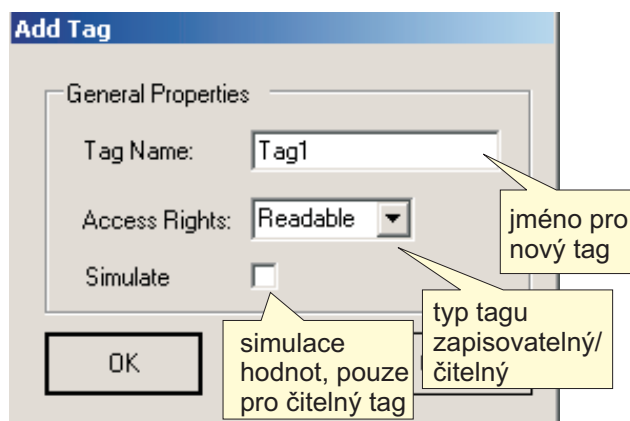 Add Tag
General Properties
Tag Name:
Tag1
jméno pro
nový tag
Access Rights:
Readable
Simulate
typ tagu
zapisovatelný/
čitelný
simulace
hodnot, pouze
pro čitelný tag
OK